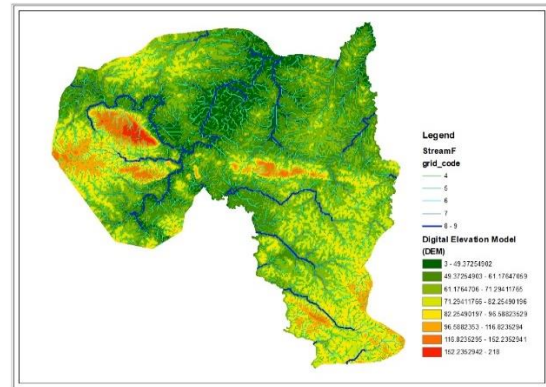 Legend
StreamF
grid_code
4
5
6
7
8 - 9
Digital Elevation Model
(DEM)
3 - 49.37254902
49.37254903 - 61.17647059
61.1764706 - 71.29411765
71.29411766 - 82.25490196
82.25490197 - 96.58823529
96.5882353 - 116.8235294
116.8235295 - 152.2352941
152.2352942 - 218